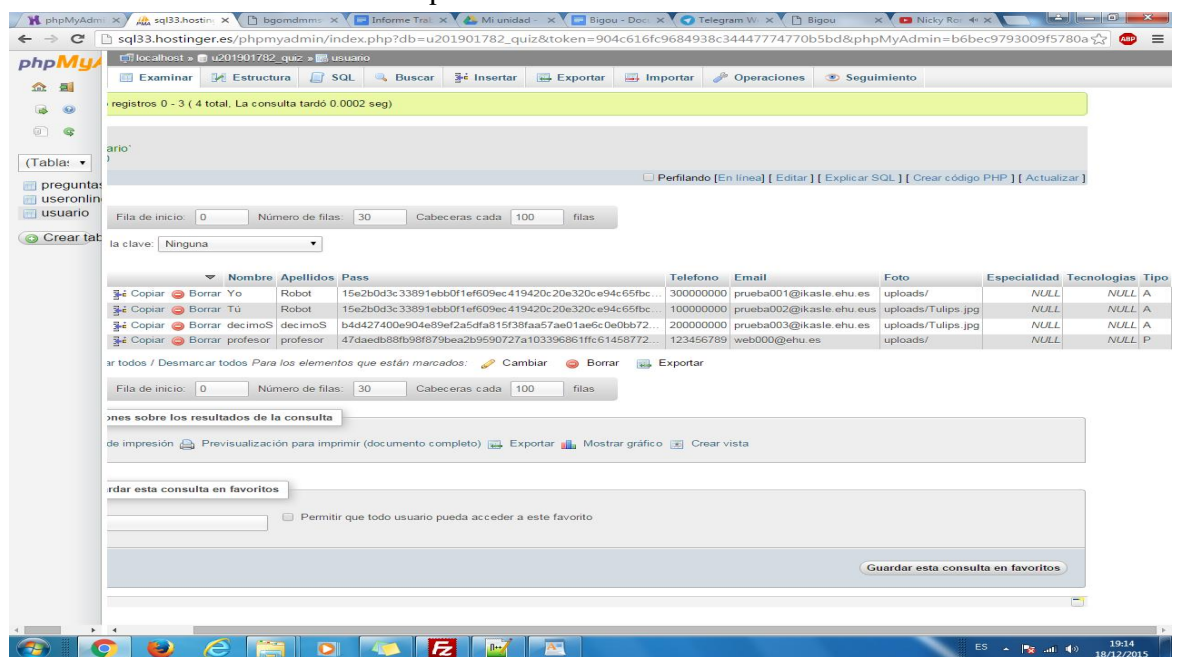 phpMyAdm
sql33.hosting
bgomdmms
Informe Tral
Mi unidad -
Bigou - Doc
Telegram W
Bigou
Nicky Ro
sql33.hostinger.es/phpmyadmin/index.php?db=u201901782_quiz&token=904c616fc9684938c34447774770b5bd&phpMyAdmin=b6bec9793009f5780a
ABP
phpMyA
localhost » u201901782_quiz » usuario
Examinar Estructura SQL Buscar Insertar Exportar Importar Operaciones Seguimiento
registros 0 - 3 ( 4 total, La consulta tardó 0.0002 seg)
ario`
(Tabla:
preguntas
useronlin
usuario
Crear tab
Perfilando [En línea] [ Editar ] [ Explicar SQL ] [ Crear código PHP ] [ Actualizar ]
Fila de inicio: 0 Número de filas: 30 Cabeceras cada 100 filas
la clave: Ninguna
Nombre Apellidos Pass Telefono Email Foto Especialidad Tecnologias Tipo
Copiar Borrar Yo Robot 15e2b0d3c33891ebb0f1ef609ec419420c20e320ce94c65fbc... 300000000 prueba001@ikasle.ehu.es uploads/ NULL NULL A
Copiar Borrar Tú Robot 15e2b0d3c33891ebb0f1ef609ec419420c20e320ce94c65fbc... 100000000 prueba002@ikasle.ehu.eus uploads/Tulips.jpg NULL NULL A
Copiar Borrar decimoS decimoS b4d427400e904e89ef2a5dfa815f38faa57ae01ae6c0e0bb72... 200000000 prueba003@ikasle.ehu.es uploads/Tulips.jpg NULL NULL A
Copiar Borrar profesor profesor 47daedb88fb98f879bea2b9590727a103396861ffc61458772... 123456789 web000@ehu.es uploads/ NULL NULL P
ar todos / Desmarcar todos Para los elementos que están marcados: Cambiar Borrar Exportar
Fila de inicio: 0 Número de filas: 30 Cabeceras cada 100 filas
ones sobre los resultados de la consulta
de impresión Previsualización para imprimir (documento completo) Exportar Mostrar gráfico Crear vista
rdar esta consulta en favoritos
Permitir que todo usuario pueda acceder a este favorito
Guardar esta consulta en favoritos
ES
19:14
18/12/2015